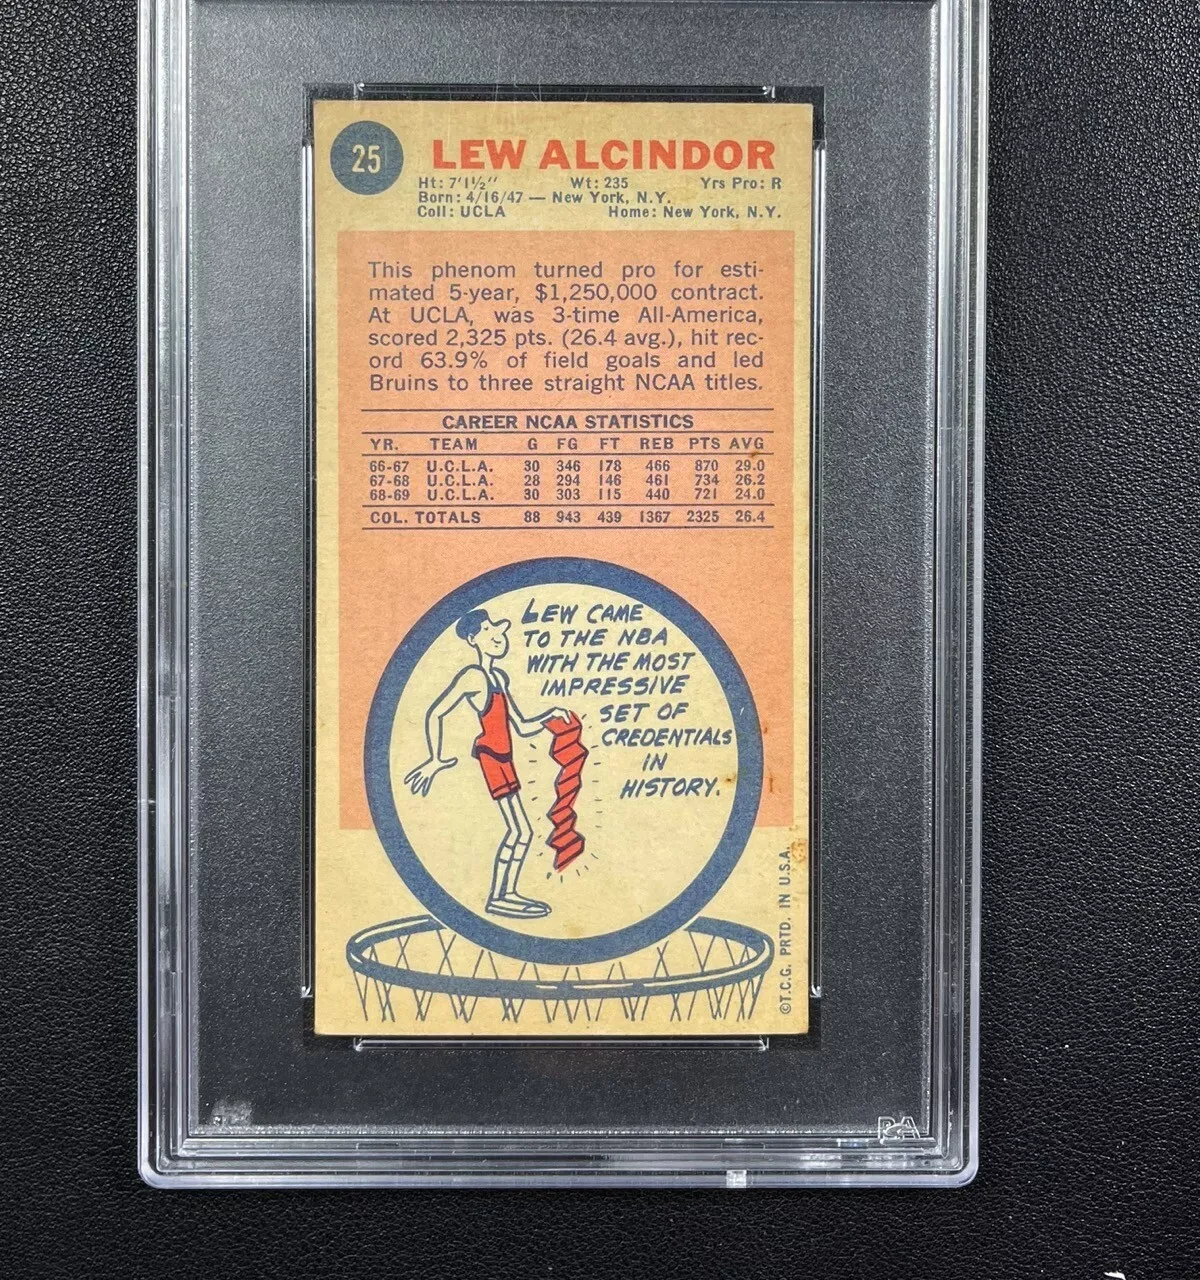 25
LEW ALCINDOR
Ht: 7'1½" Wt: 235 Yrs Pro: R
Born: 4/16/47 — New York, N.Y.
Coll: UCLA Home: New York, N.Y.
This phenom turned pro for esti-
mated 5-year, $1,250,000 contract.
At UCLA, was 3-time All-America,
scored 2,325 pts. (26.4 avg.), hit rec-
ord 63.9% of field goals and led
Bruins to three straight NCAA titles.
CAREER NCAA STATISTICS
YR. TEAM G FG FT REB PTS AVG
66-67 U.C.L.A. 30 346 178 466 870 29.0
67-68 U.C.L.A. 28 294 146 461 734 26.2
68-69 U.C.L.A. 30 303 115 440 721 24.0
COL. TOTALS 88 943 439 1367 2325 26.4
LEW CAME
TO THE NBA
WITH THE MOST
IMPRESSIVE
SET OF
CREDENTIALS
IN
HISTORY.
©T.C.G. PRTD. IN U.S.A.
PSA